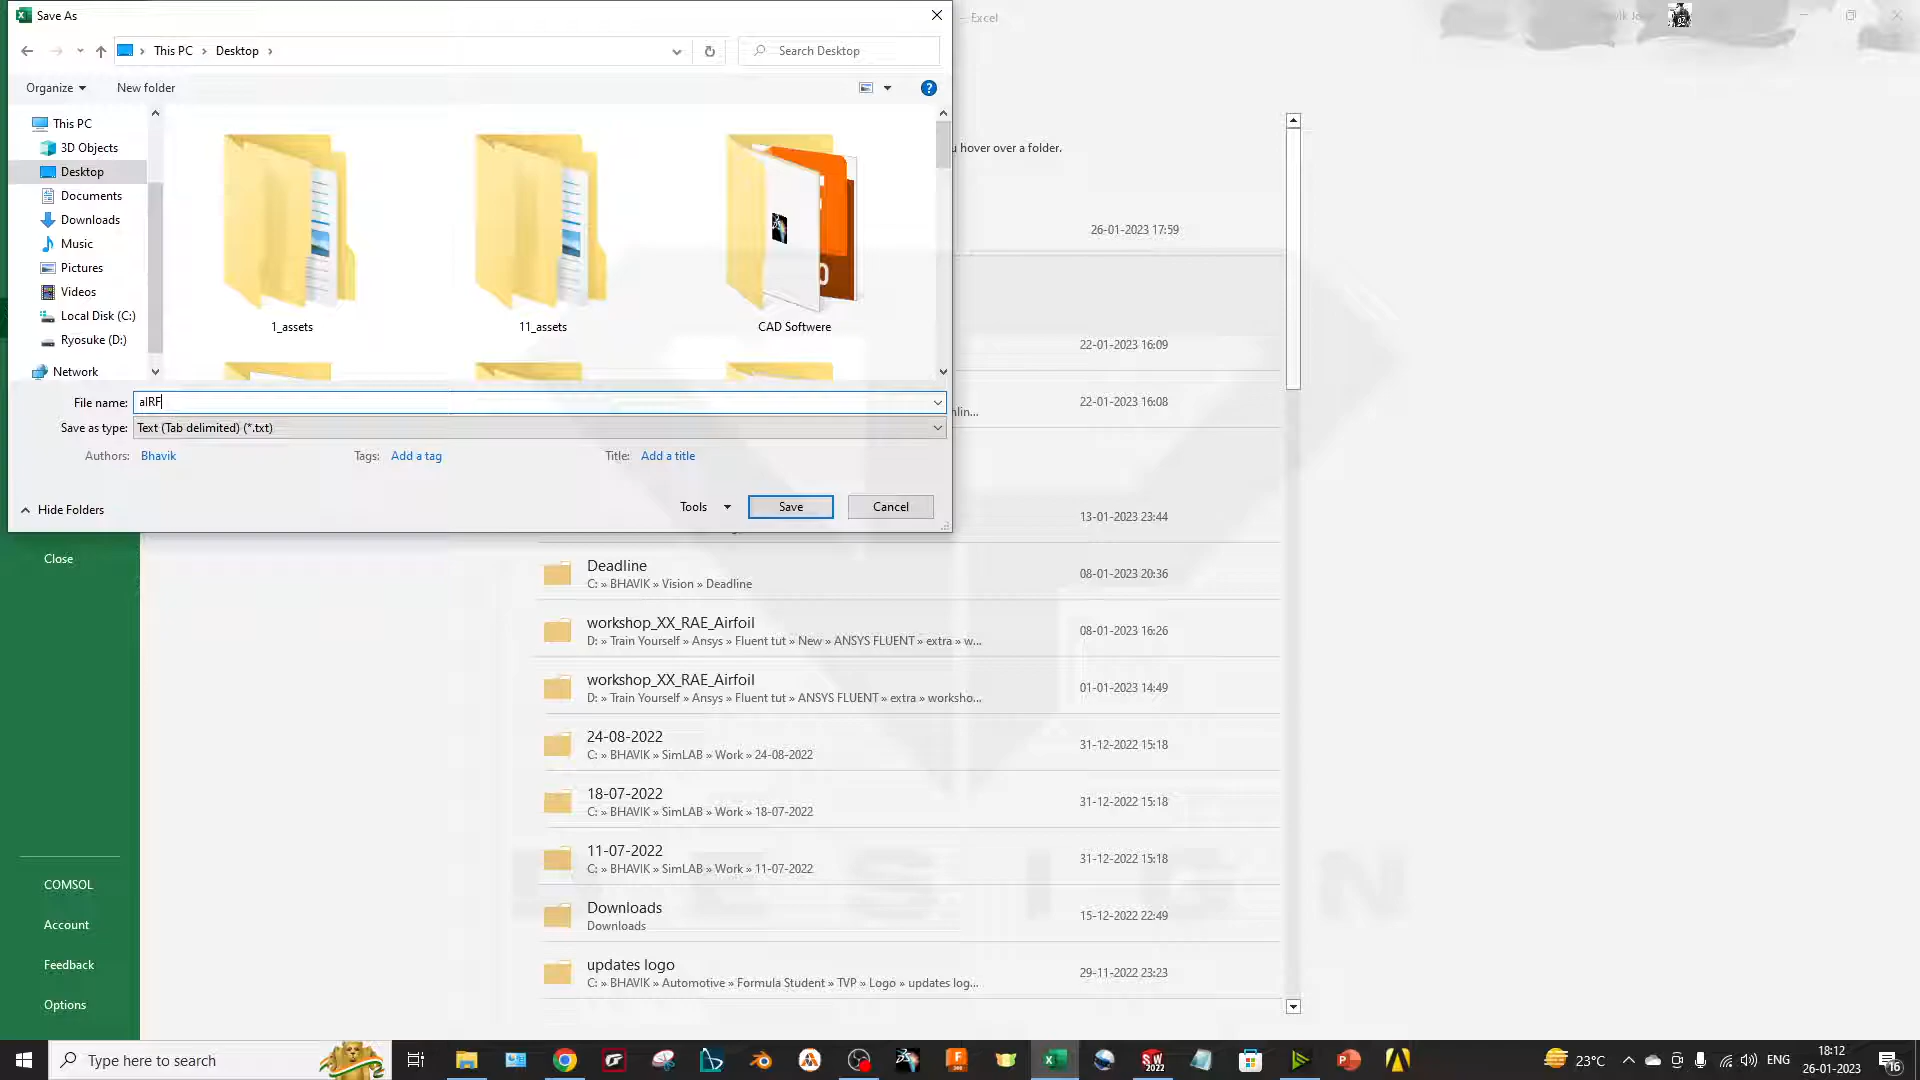 Save As
– Excel
This PC
Desktop
Search Desktop
Organize
New folder
This PC
3D Objects
Desktop
Documents
Downloads
Music
Pictures
Videos
Local Disk (C:)
Ryosuke (D:)
Network
1_assets
11_assets
CAD Softwere
File name: aIRF
Save as type: Text (Tab delimited) (*.txt)
Authors: Bhavik
Tags: Add a tag
Title: Add a title
Hide Folders
Tools
Save
Cancel
hover over a folder.
26-01-2023 17:59
22-01-2023 16:09
22-01-2023 16:08
13-01-2023 23:44
Close
COMSOL
Account
Feedback
Options
Deadline
C: » BHAVIK » Vision » Deadline
08-01-2023 20:36
workshop_XX_RAE_Airfoil
D: » Train Yourself » Ansys » Fluent tut » New » ANSYS FLUENT » extra » w...
08-01-2023 16:26
workshop_XX_RAE_Airfoil
D: » Train Yourself » Ansys » Fluent tut » ANSYS FLUENT » extra » worksho...
01-01-2023 14:49
24-08-2022
C: » BHAVIK » SimLAB » Work » 24-08-2022
31-12-2022 15:18
18-07-2022
C: » BHAVIK » SimLAB » Work » 18-07-2022
31-12-2022 15:18
11-07-2022
C: » BHAVIK » SimLAB » Work » 11-07-2022
31-12-2022 15:18
Downloads
Downloads
15-12-2022 22:49
updates logo
C: » BHAVIK » Automotive » Formula Student » TVP » Logo » updates log...
29-11-2022 23:23
DESIGN
Type here to search
23°C
ENG
18:12
26-01-2023
16